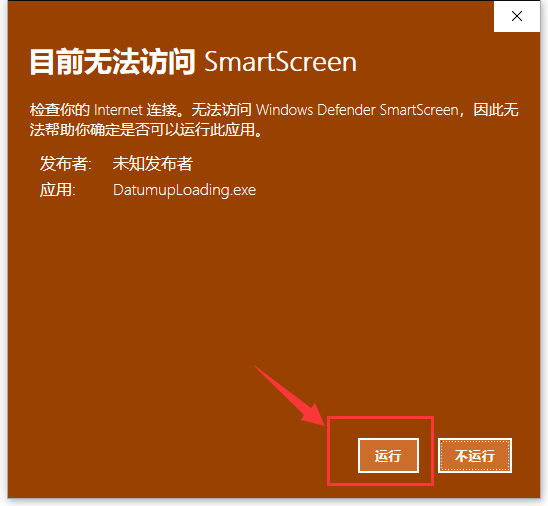 目前无法访问 SmartScreen
检查你的 Internet 连接。无法访问 Windows Defender SmartScreen，因此无
法帮助你确定是否可以运行此应用。
发布者: 未知发布者
应用: DatumupLoading.exe
运行 不运行